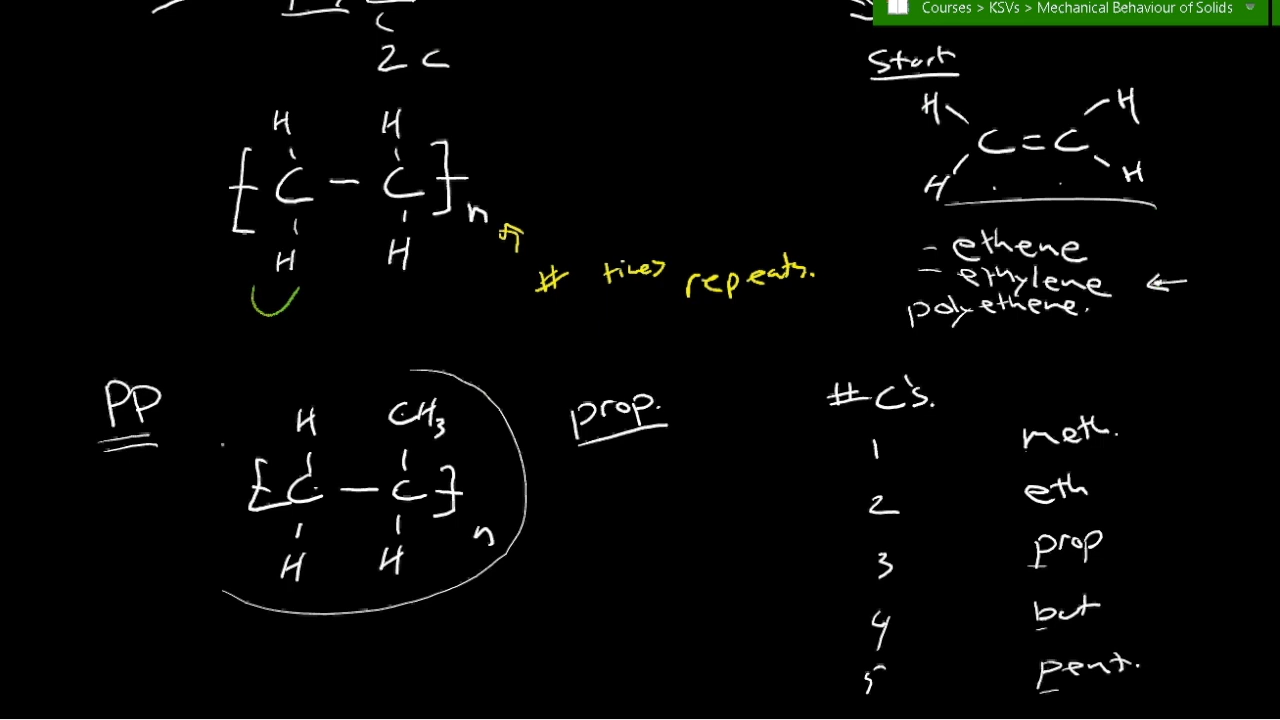 Courses > KSVs > Mechanical Behaviour of Solids
C
2 C
H H
[ C – C ]n
H H
# times repeats.
Start
H H
C = C
H H
- ethene
- ethylene ←
polyethene.
PP
H CH3
[ C – C ]n
H H
prop.
# C's.
1 meth.
2 eth
3 prop
4 but
5 pent.